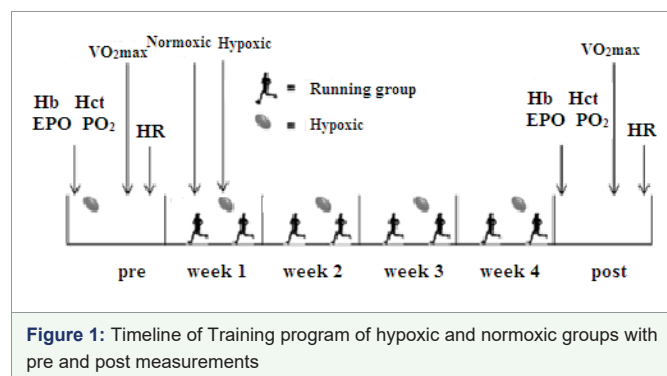 VO₂max Normoxic Hypoxic VO₂max
Hb Hct
EPO PO₂ HR
= Running group
= Hypoxic
Hb Hct
EPO PO₂ HR
pre week 1 week 2 week 3 week 4 post
Figure 1: Timeline of Training program of hypoxic and normoxic groups with
pre and post measurements